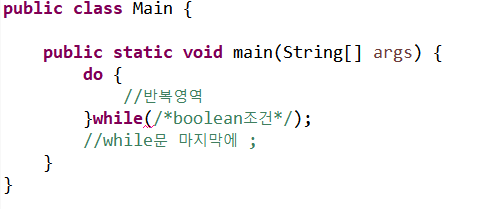 public class Main {
public static void main(String[] args) {
do {
//반복영역
}while(/*boolean조건*/);
//while문 마지막에 ;
}
}